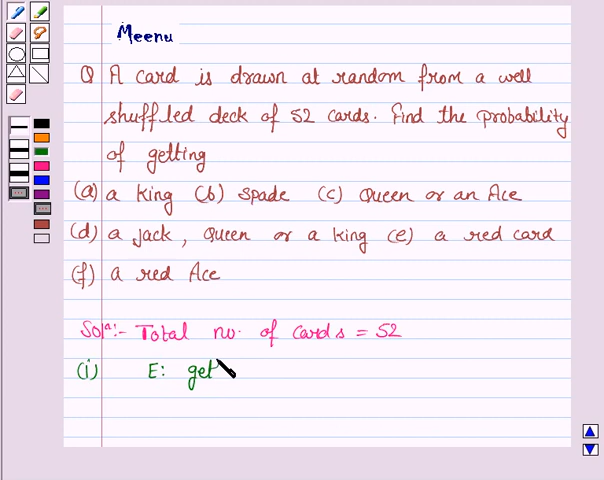 Meenu
Q A card is drawn at random from a well
shuffled deck of 52 cards. Find the probability
of getting
(a) a king (b) spade (c) Queen or an Ace
(d) a Jack, Queen or a king (e) a red card
(f) a red Ace
Solⁿ:- Total no. of cards = 52
(i) E: get